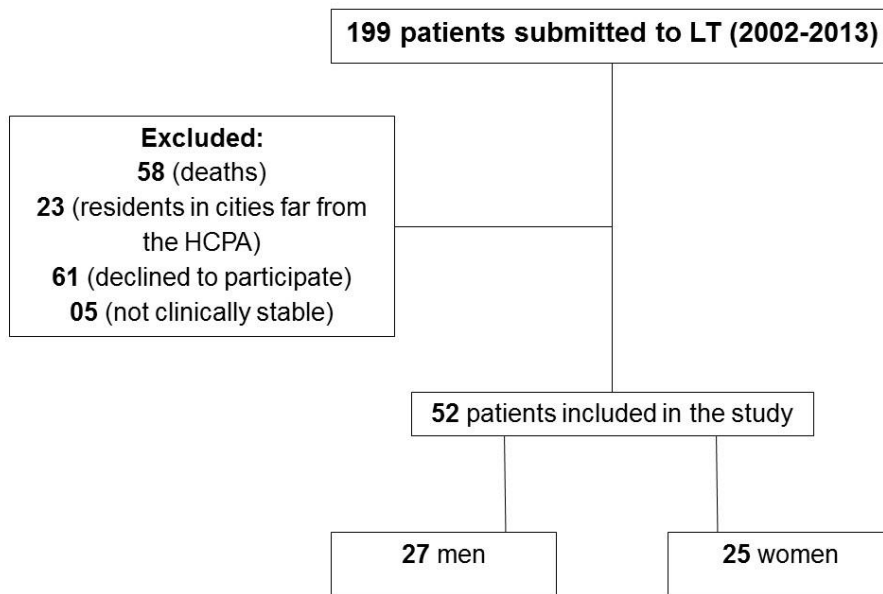 199 patients submitted to LT (2002-2013)
Excluded:
58 (deaths)
23 (residents in cities far from
the HCPA)
61 (declined to participate)
05 (not clinically stable)
52 patients included in the study
27 men
25 women